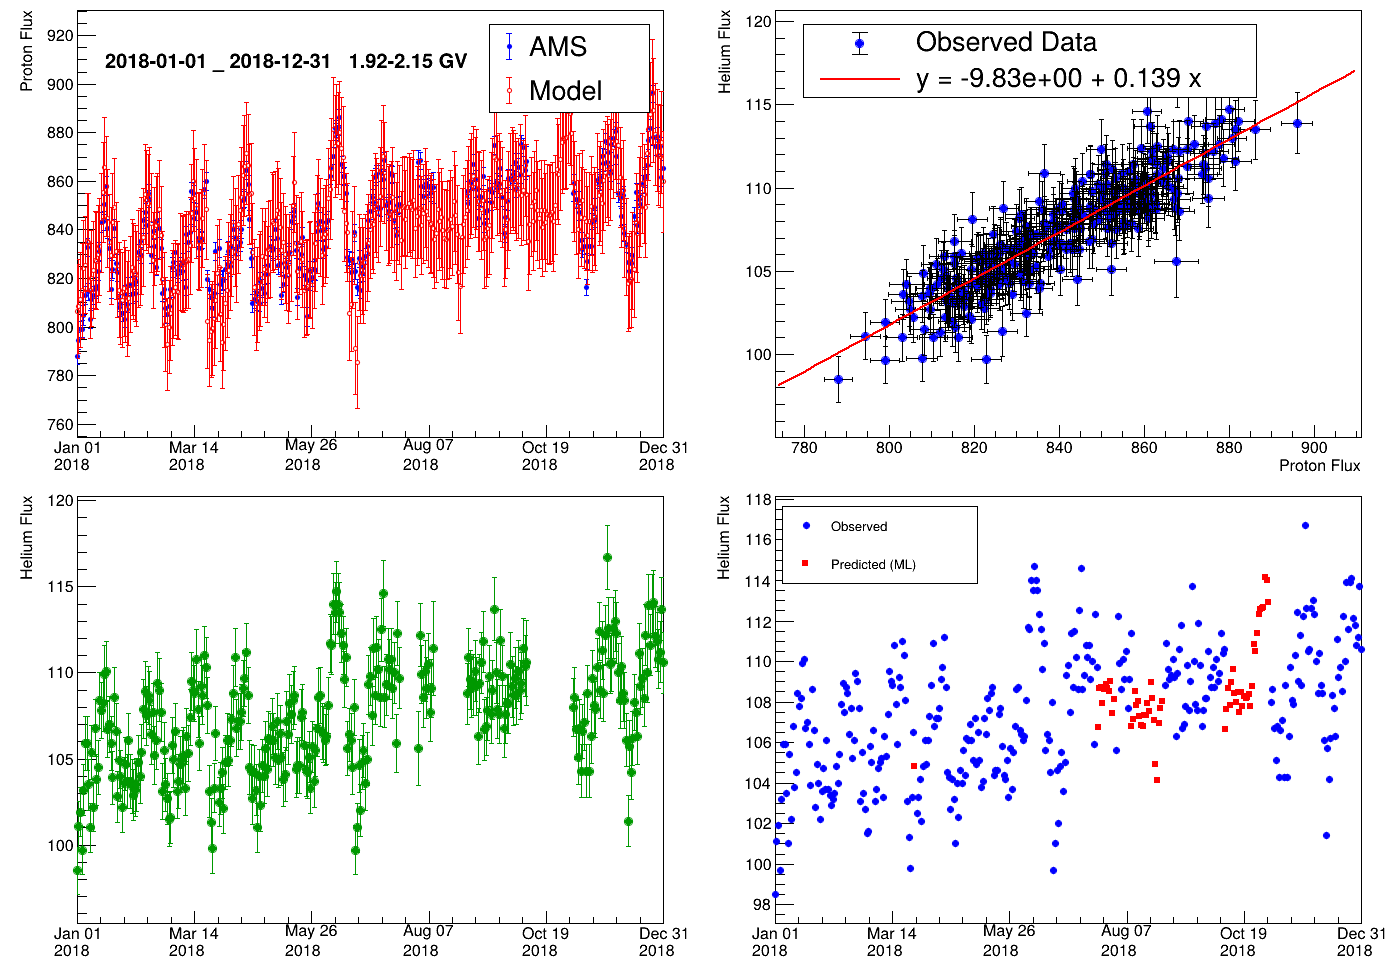 Proton Flux
920
900
880
860
840
820
800
780
760
2018-01-01 _ 2018-12-31 1.92-2.15 GV
AMS
Model
Jan 01
2018
Mar 14
2018
May 26
2018
Aug 07
2018
Oct 19
2018
Dec 31
2018
Helium Flux
120
115
110
105
100
Observed Data
y = -9.83e+00 + 0.139 x
780 800 820 840 860 880 900
Proton Flux
Helium Flux
120
115
110
105
100
Jan 01
2018
Mar 14
2018
May 26
2018
Aug 07
2018
Oct 19
2018
Dec 31
2018
Helium Flux
118
116
114
112
110
108
106
104
102
100
98
Observed
Predicted (ML)
Jan 01
2018
Mar 14
2018
May 26
2018
Aug 07
2018
Oct 19
2018
Dec 31
2018